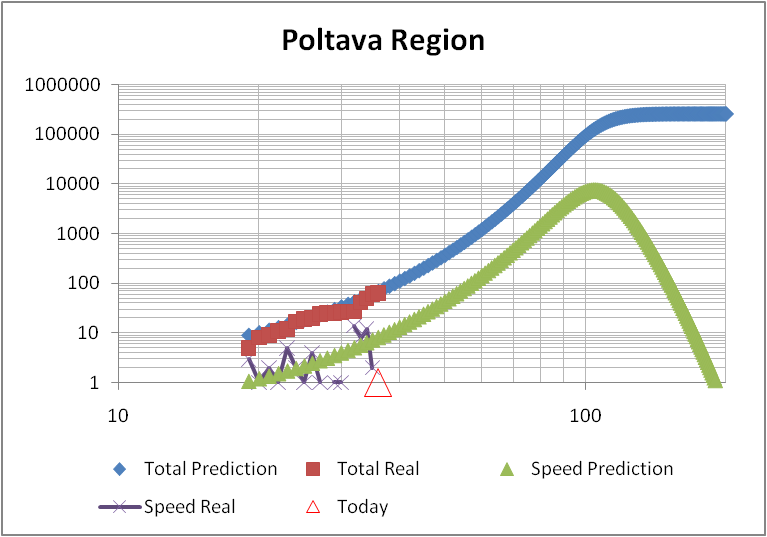 Poltava Region
1000000
100000
10000
1000
100
10
1
10 100
Total Prediction Total Real Speed Prediction
Speed Real Today